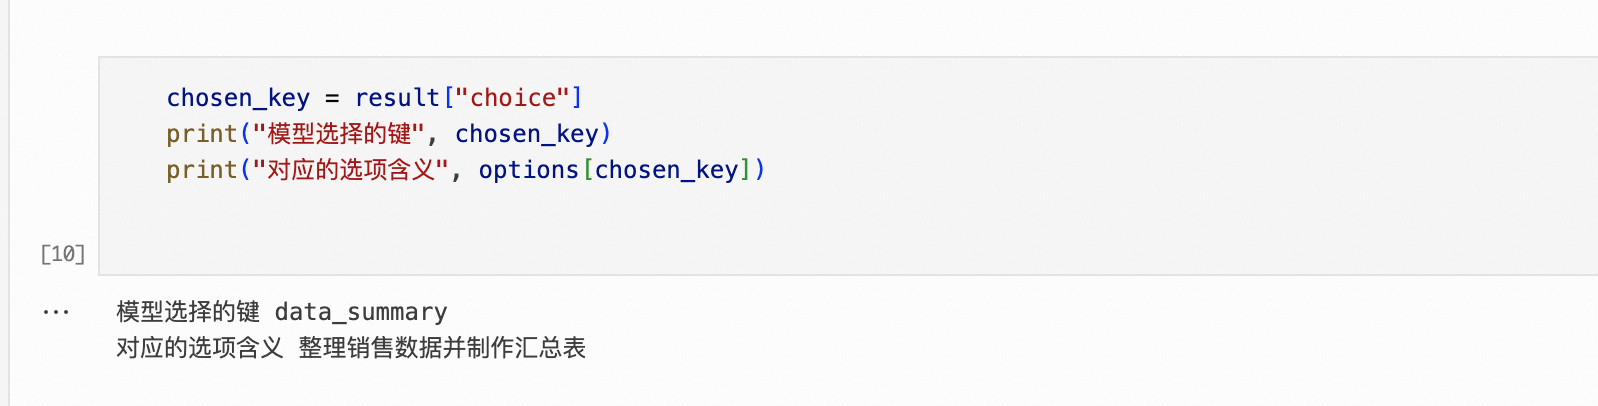 chosen_key = result["choice"]
print("模型选择的键", chosen_key)
print("对应的选项含义", options[chosen_key])
[10]
... 模型选择的键 data_summary
对应的选项含义 整理销售数据并制作汇总表